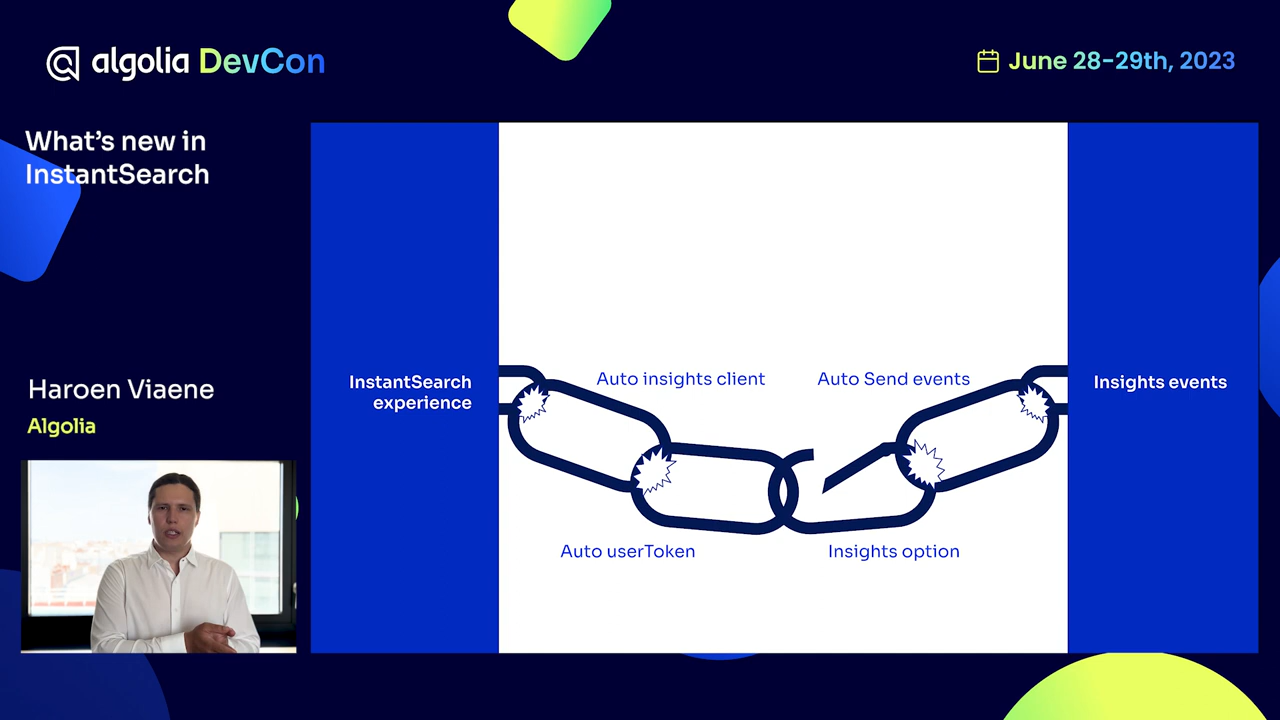 algolia DevCon
June 28-29th, 2023
What's new in
InstantSearch
Haroen Viaene
Algolia
InstantSearch
experience
Auto insights client
Auto Send events
Insights events
Auto userToken
Insights option